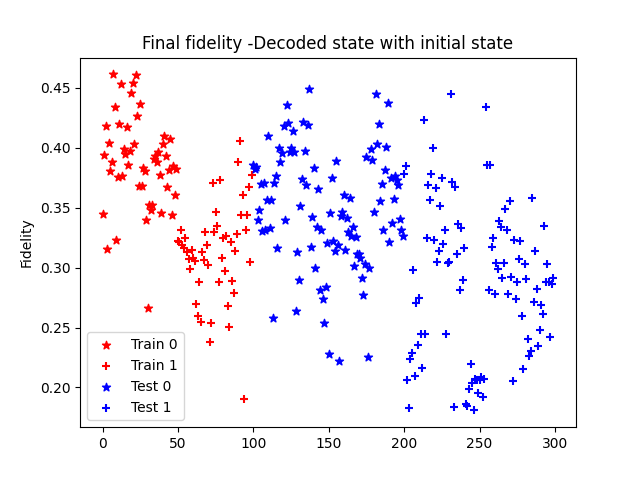 Final fidelity -Decoded state with initial state
Fidelity
0.45
0.40
0.35
0.30
0.25
0.20
Train 0
Train 1
Test 0
Test 1
0 50 100 150 200 250 300